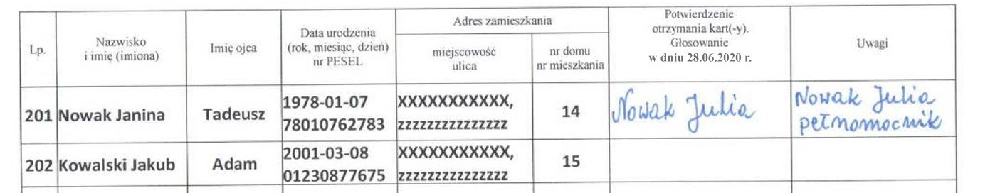 Lp.
Nazwisko
i imię (imiona)
Imię ojca
Data urodzenia
(rok, miesiąc, dzień)
nr PESEL
Adres zamieszkania
miejscowość
ulica
nr domu
nr mieszkania
Potwierdzenie
otrzymania kart(-y).
Głosowanie
w dniu 28.06.2020 r.
Uwagi
201
Nowak Janina
Tadeusz
1978-01-07
78010762783
XXXXXXXXXXX,
zzzzzzzzzzzzzzz
14
Nowak Julia
Nowak Julia
pełnomocnik
202
Kowalski Jakub
Adam
2001-03-08
01230877675
XXXXXXXXXXX,
zzzzzzzzzzzzzzz
15